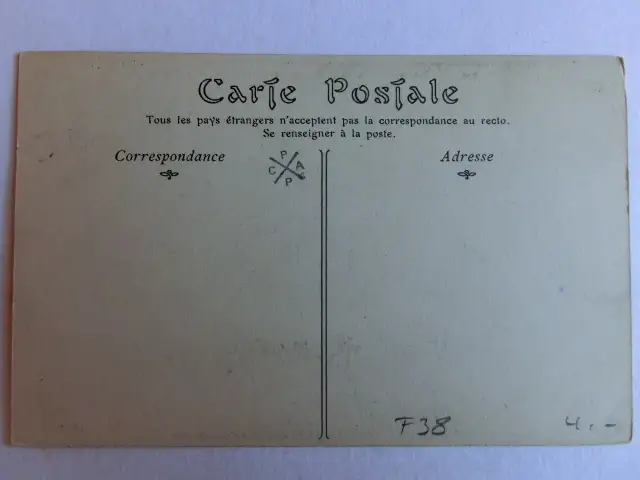 Carte Postale
Tous les pays étrangers n'acceptent pas la correspondance au recto.
Se renseigner à la poste.
Correspondance
P
C A
P
Adresse
F38
4.-